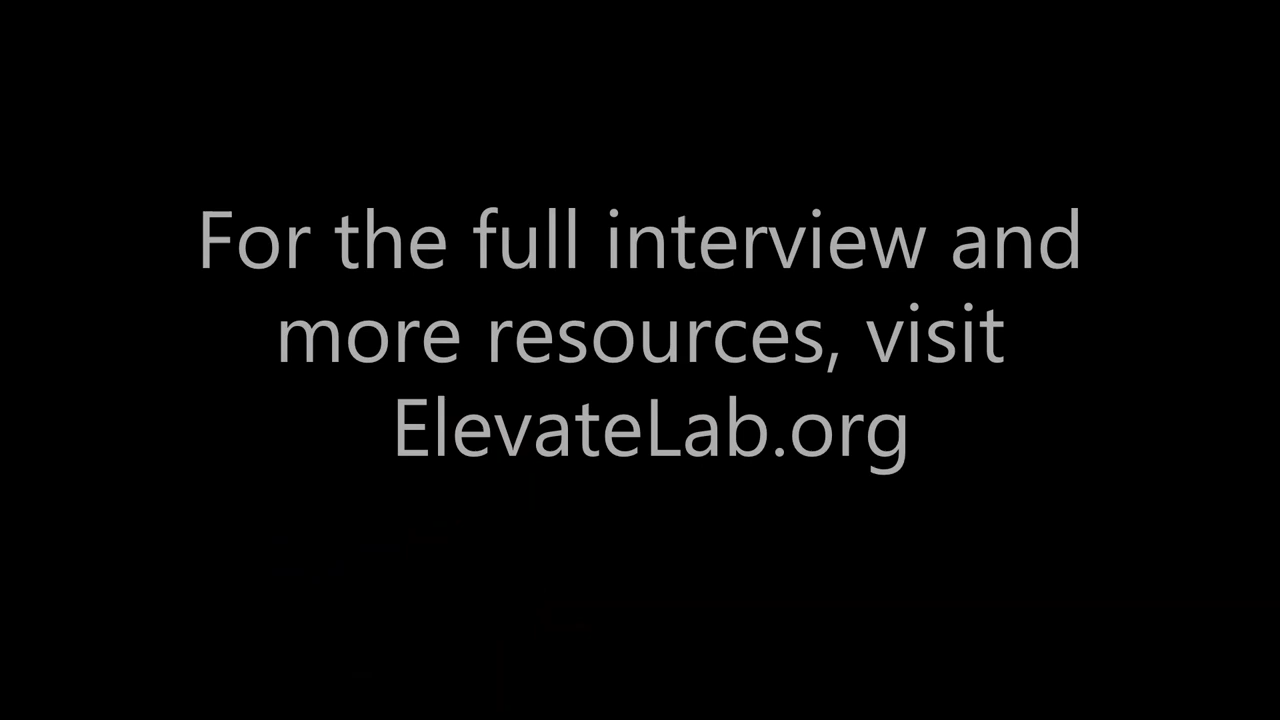 For the full interview and
more resources, visit
ElevateLab.org